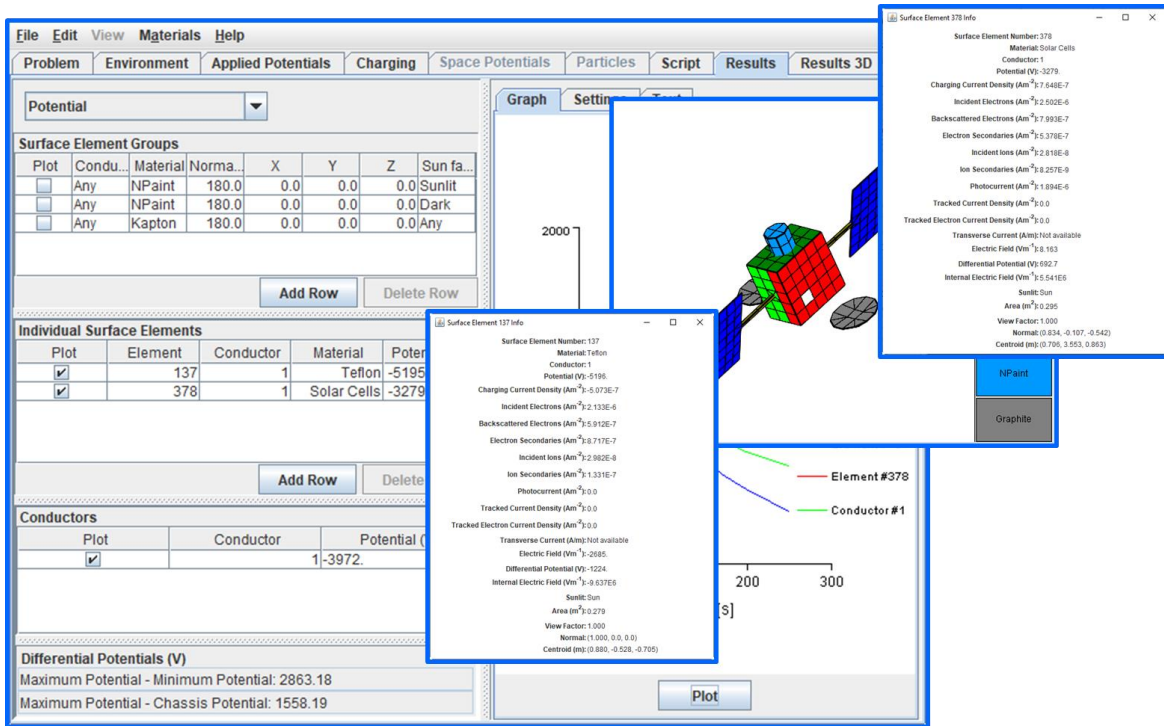 File Edit View Materials Help
Problem Environment Applied Potentials Charging Space Potentials Particles Script Results Results 3D
Potential
Surface Element Groups
Plot Condu... Material Norma... X Y Z Sun fa...
Any NPaint 180.0 0.0 0.0 0.0 Sunlit
Any NPaint 180.0 0.0 0.0 0.0 Dark
Any Kapton 180.0 0.0 0.0 0.0 Any
Add Row Delete Row
Individual Surface Elements
Plot Element Conductor Material
137 1 Teflon -5195
378 1 Solar Cells -3279
Add Row Delete
Conductors
Plot Conductor Potential (
1 -3972.
Differential Potentials (V)
Maximum Potential - Minimum Potential: 2863.18
Maximum Potential - Chassis Potential: 1558.19
Graph
2000
Element #378
Conductor #1
200 300
[s]
Plot
NPaint
Graphite
Surface Element 137 Info
Surface Element Number: 137
Material: Teflon
Conductor: 1
Potential (V): -5196.
Charging Current Density (Am-2): -5.073E-7
Incident Electrons (Am-2): 2.133E-6
Backscattered Electrons (Am-2): 5.912E-7
Electron Secondaries (Am-2): 8.717E-7
Incident Ions (Am-2): 2.982E-8
Ion Secondaries (Am-2): 1.331E-7
Photocurrent (Am-2): 0.0
Tracked Current Density (Am-2): 0.0
Tracked Electron Current Density (Am-2): 0.0
Transverse Current (A/m): Not available
Electric Field (Vm-1): -2685.
Differential Potential (V): -1224.
Internal Electric Field (Vm-1): -9.637E6
Sunlit: Sun
Area (m2): 0.279
View Factor: 1.000
Normal: (1.000, 0.0, 0.0)
Centroid (m): (0.880, -0.528, -0.705)
Surface Element 378 Info
Surface Element Number: 378
Material: Solar Cells
Conductor: 1
Potential (V): -3279.
Charging Current Density (Am-2): 7.648E-7
Incident Electrons (Am-2): 2.502E-6
Backscattered Electrons (Am-2): 7.993E-7
Electron Secondaries (Am-2): 5.378E-7
Incident Ions (Am-2): 2.818E-8
Ion Secondaries (Am-2): 8.257E-9
Photocurrent (Am-2): 1.894E-6
Tracked Current Density (Am-2): 0.0
Tracked Electron Current Density (Am-2): 0.0
Transverse Current (A/m): Not available
Electric Field (Vm-1): 8.163
Differential Potential (V): 692.7
Internal Electric Field (Vm-1): 5.541E6
Sunlit: Sun
Area (m2): 0.295
View Factor: 1.000
Normal: (0.834, -0.107, -0.542)
Centroid (m): (0.706, 3.553, 0.863)